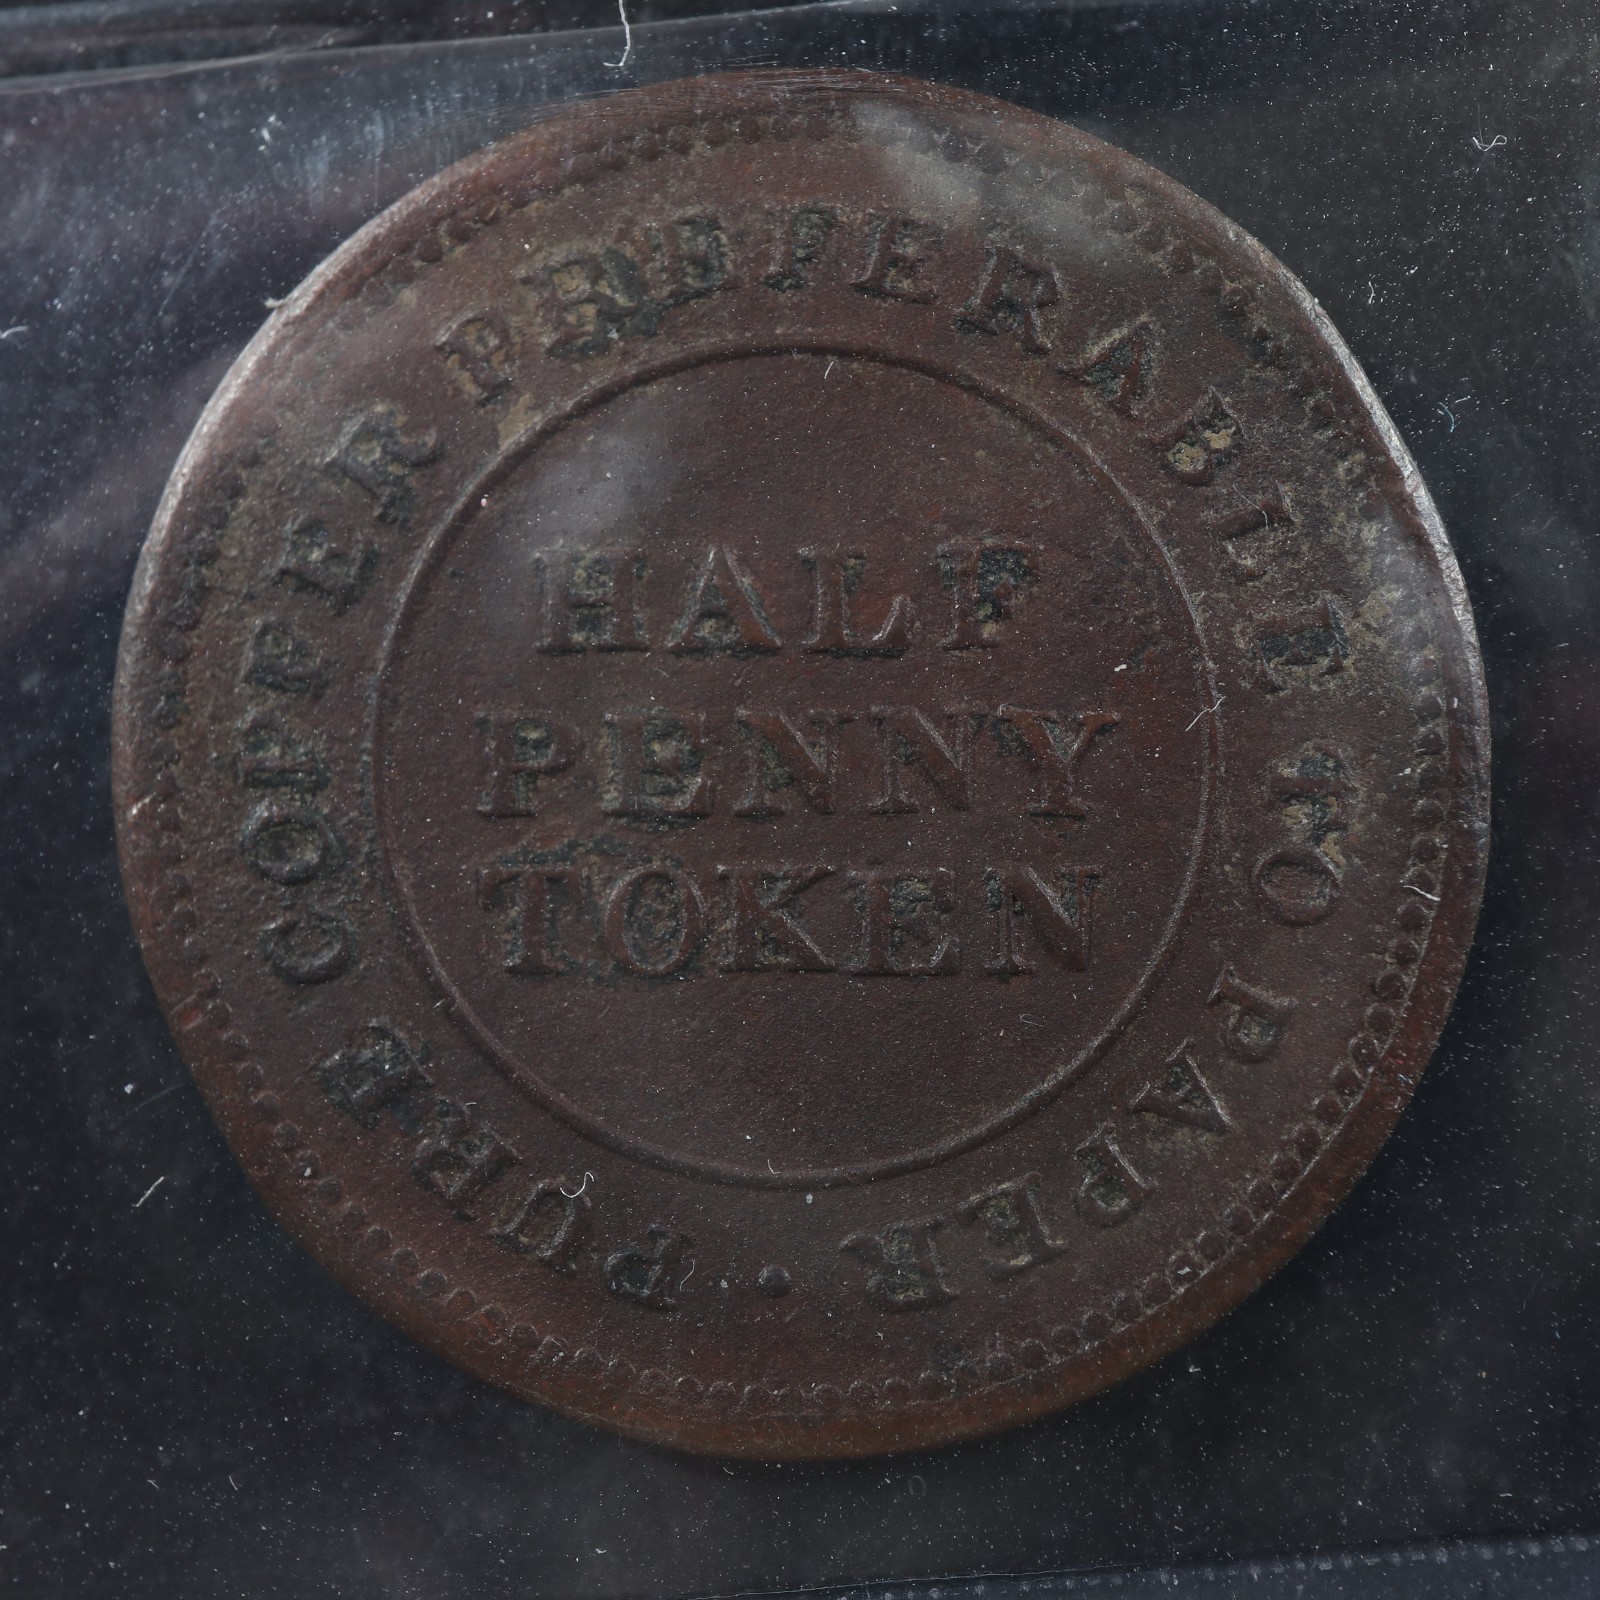 PURE COPPER PREFERABLE TO PAPER
HALF
PENNY
TOKEN